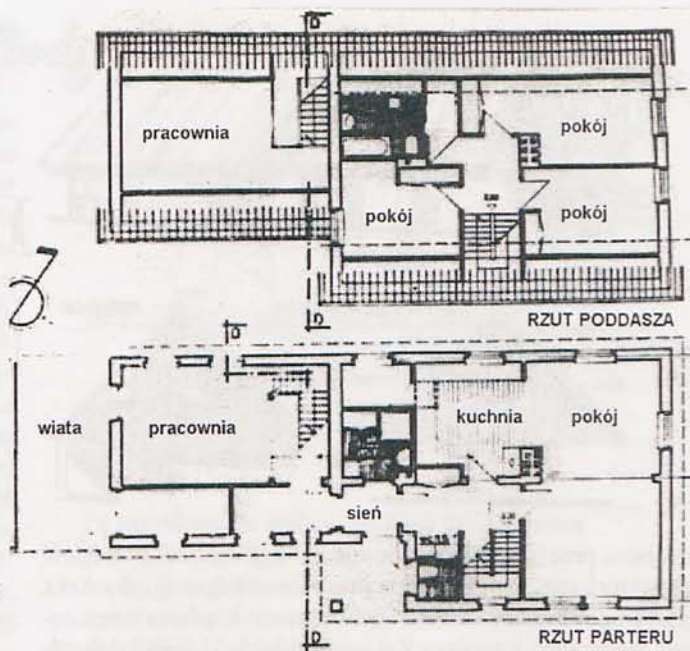 D
pracownia
pokój
pokój
pokój
RZUT PODDASZA
D
D
wiata
pracownia
kuchnia
pokój
sień
D
RZUT PARTERU